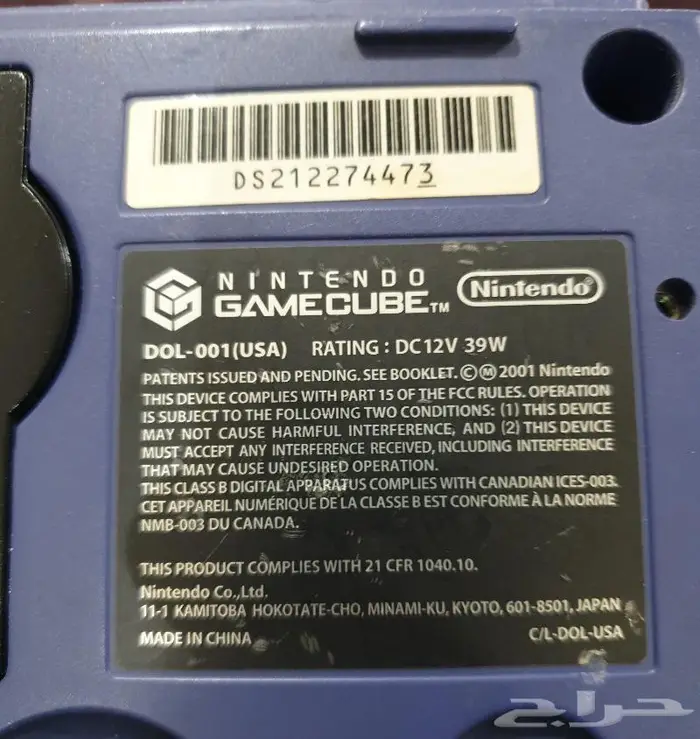 DS212274473
NINTENDO
GAMECUBE™ Nintendo®
DOL-001(USA) RATING : DC12V 39W
PATENTS ISSUED AND PENDING. SEE BOOKLET. ©Ⓜ 2001 Nintendo
THIS DEVICE COMPLIES WITH PART 15 OF THE FCC RULES. OPERATION
IS SUBJECT TO THE FOLLOWING TWO CONDITIONS: (1) THIS DEVICE
MAY NOT CAUSE HARMFUL INTERFERENCE, AND (2) THIS DEVICE
MUST ACCEPT ANY INTERFERENCE RECEIVED, INCLUDING INTERFERENCE
THAT MAY CAUSE UNDESIRED OPERATION.
THIS CLASS B DIGITAL APPARATUS COMPLIES WITH CANADIAN ICES-003.
CET APPAREIL NUMÉRIQUE DE LA CLASSE B EST CONFORME À LA NORME
NMB-003 DU CANADA.
THIS PRODUCT COMPLIES WITH 21 CFR 1040.10.
Nintendo Co.,Ltd.
11-1 KAMITOBA HOKOTATE-CHO, MINAMI-KU, KYOTO, 601-8501, JAPAN
MADE IN CHINA C/L-DOL-USA
حراج